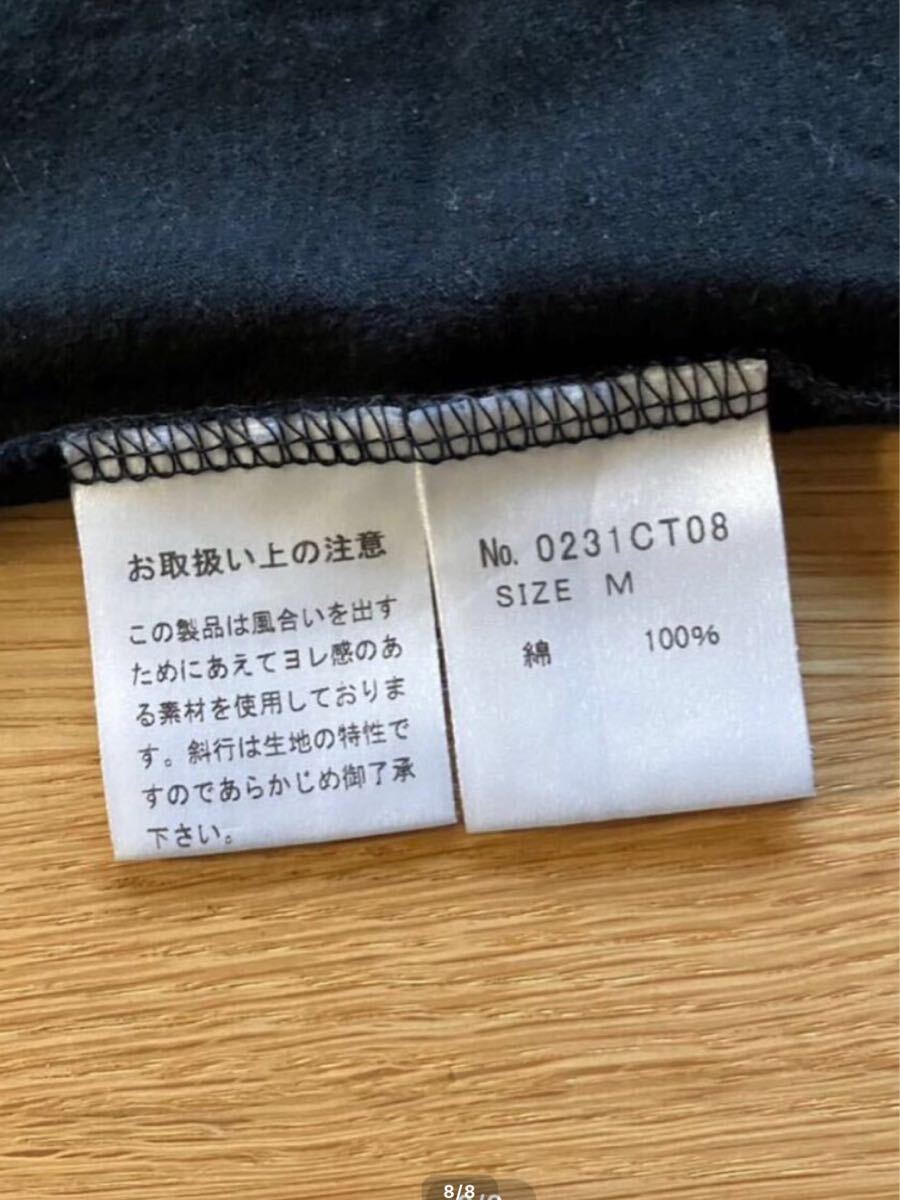 お取扱い上の注意
この製品は風合いを出す
ためにあえてヨレ感のあ
る素材を使用しておりま
す。斜行は生地の特性で
すのであらかじめ御了承
下さい。
No. 0231CT08
SIZE M
綿 100%
8/8